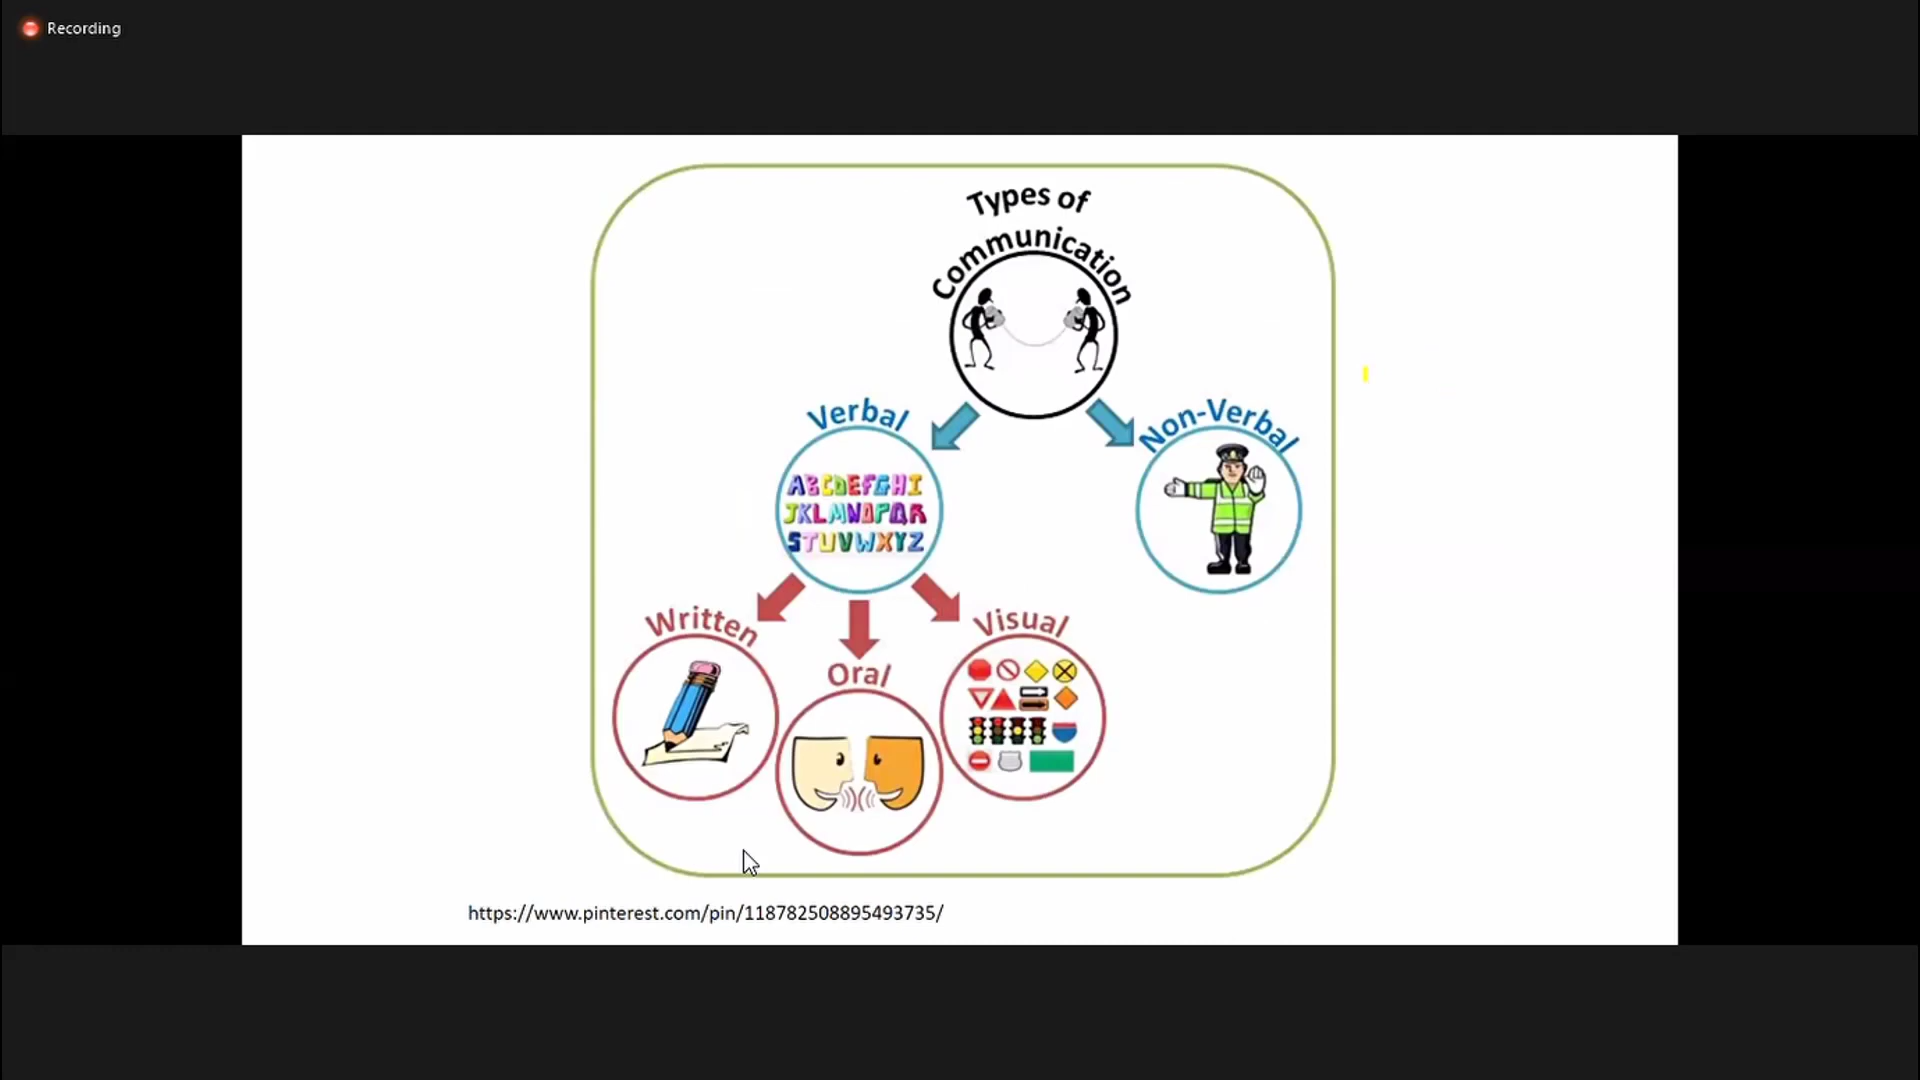 Recording
Types of
Communication
Verbal
Non-Verbal
ABCDEFGHI
JKLMNOPQR
STUVWXYZ
Written
Oral
Visual
https://www.pinterest.com/pin/118782508895493735/